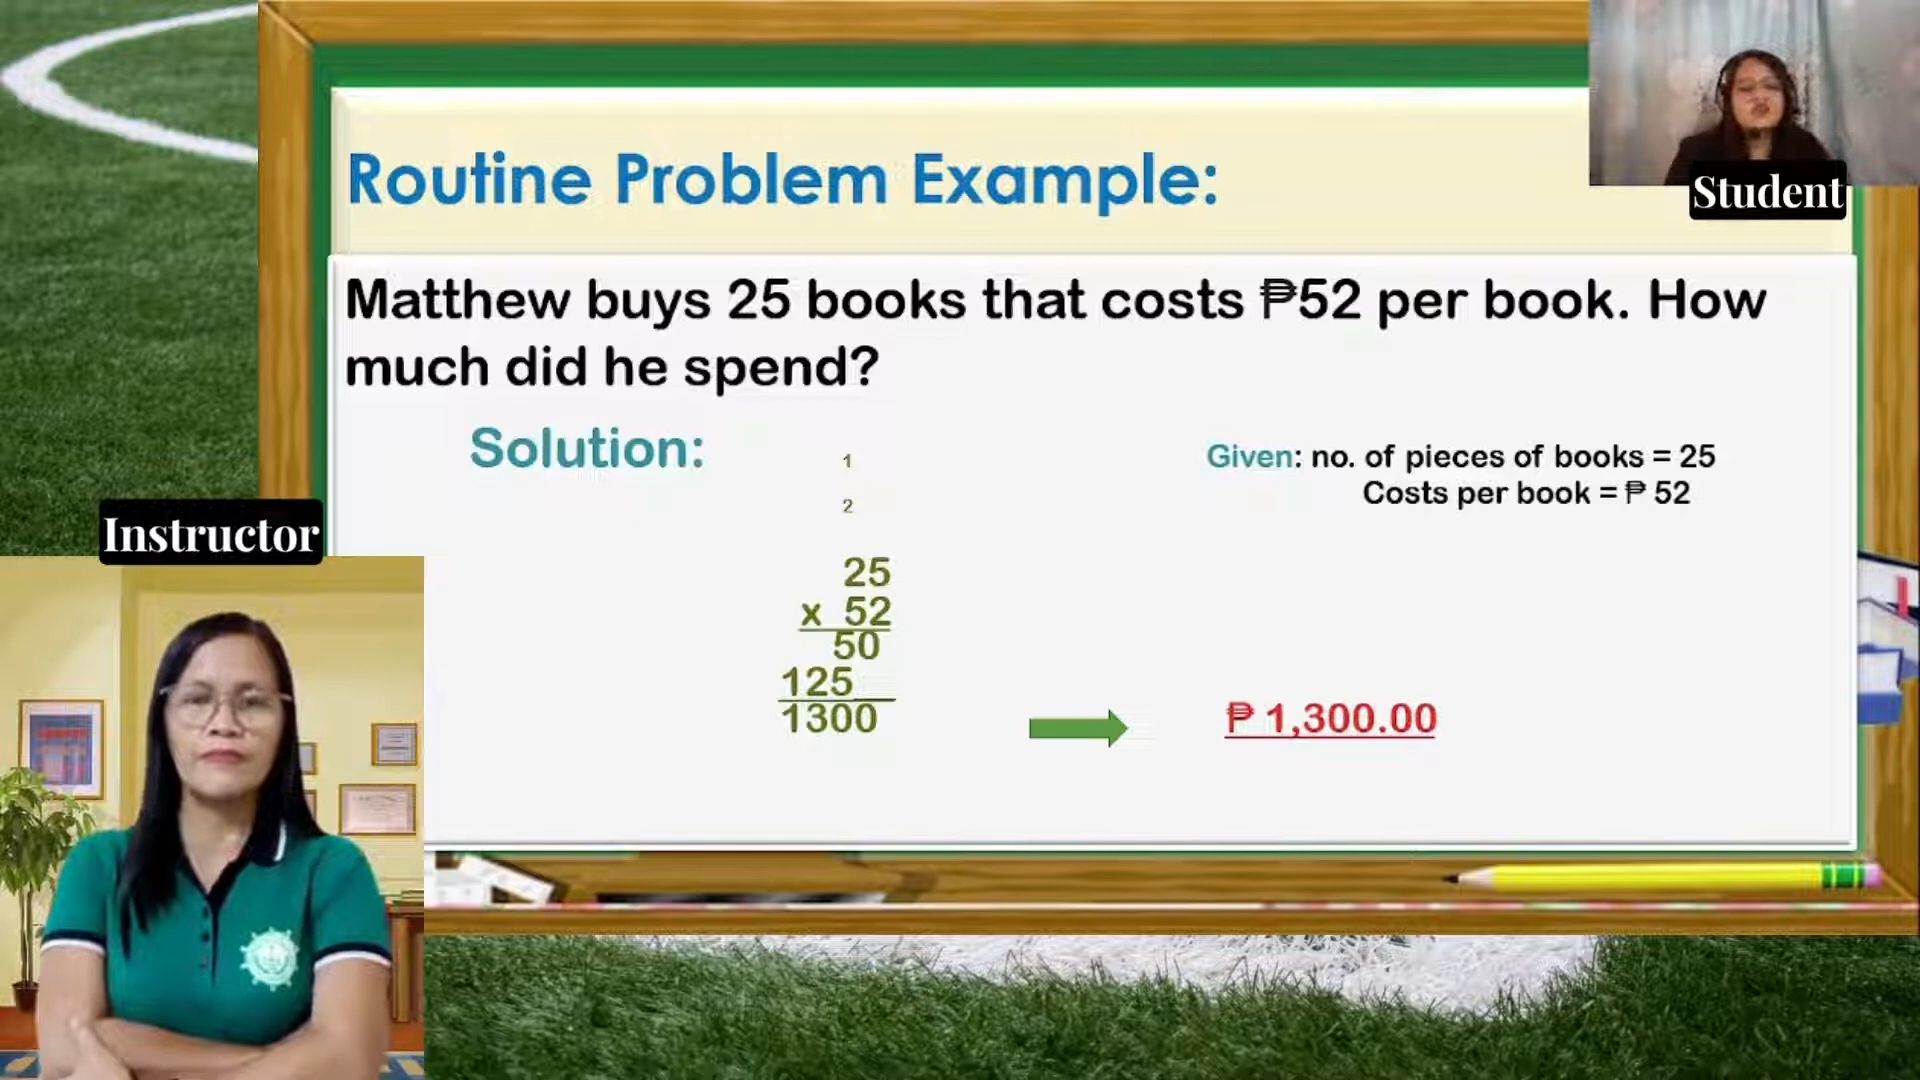 Routine Problem Example:
Student
Matthew buys 25 books that costs ₱52 per book. How
much did he spend?
Solution:
1
2
Given: no. of pieces of books = 25
Costs per book = ₱ 52
Instructor
25
x 52
50
125
1300
₱ 1,300.00